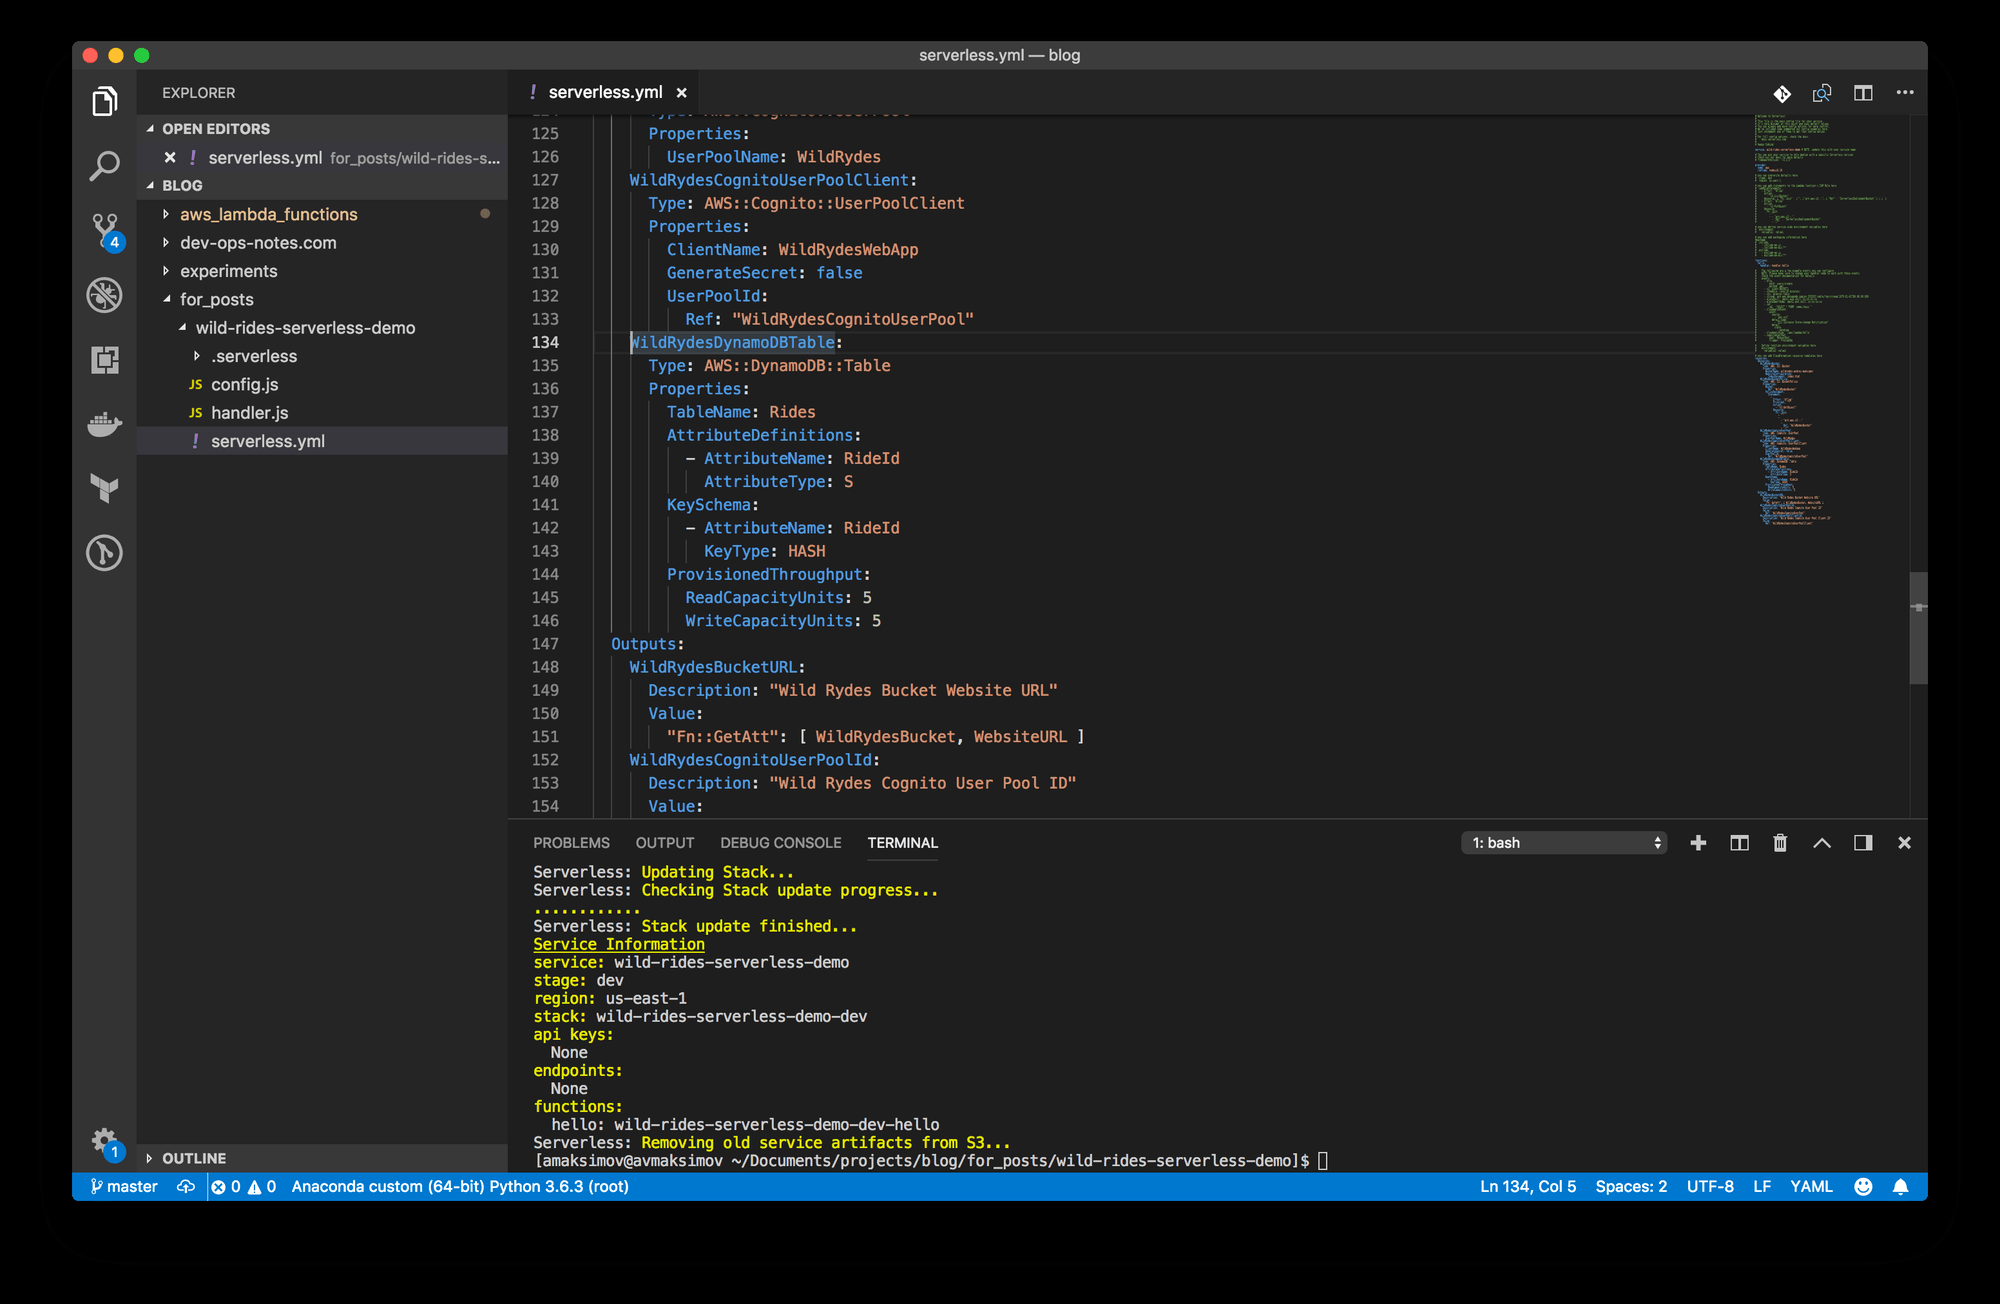 serverless.yml — blog
EXPLORER
OPEN EDITORS
serverless.yml for_posts/wild-rides-s...
BLOG
aws_lambda_functions
dev-ops-notes.com
experiments
for_posts
wild-rides-serverless-demo
.serverless
JS config.js
JS handler.js
! serverless.yml
4
1
OUTLINE
! serverless.yml
125 Properties:
126 UserPoolName: WildRydes
127 WildRydesCognitoUserPoolClient:
128 Type: AWS::Cognito::UserPoolClient
129 Properties:
130 ClientName: WildRydesWebApp
131 GenerateSecret: false
132 UserPoolId:
133 Ref: "WildRydesCognitoUserPool"
134 WildRydesDynamoDBTable:
135 Type: AWS::DynamoDB::Table
136 Properties:
137 TableName: Rides
138 AttributeDefinitions:
139 - AttributeName: RideId
140 AttributeType: S
141 KeySchema:
142 - AttributeName: RideId
143 KeyType: HASH
144 ProvisionedThroughput:
145 ReadCapacityUnits: 5
146 WriteCapacityUnits: 5
147 Outputs:
148 WildRydesBucketURL:
149 Description: "Wild Rydes Bucket Website URL"
150 Value:
151 "Fn::GetAtt": [ WildRydesBucket, WebsiteURL ]
152 WildRydesCognitoUserPoolId:
153 Description: "Wild Rydes Cognito User Pool ID"
154 Value:
PROBLEMS OUTPUT DEBUG CONSOLE TERMINAL 1: bash
Serverless: Updating Stack...
Serverless: Checking Stack update progress...
............
Serverless: Stack update finished...
Service Information
service: wild-rides-serverless-demo
stage: dev
region: us-east-1
stack: wild-rides-serverless-demo-dev
api keys:
None
endpoints:
None
functions:
hello: wild-rides-serverless-demo-dev-hello
Serverless: Removing old service artifacts from S3...
[amaksimov@avmaksimov ~/Documents/projects/blog/for_posts/wild-rides-serverless-demo]$
master 0 0 Anaconda custom (64-bit) Python 3.6.3 (root) Ln 134, Col 5 Spaces: 2 UTF-8 LF YAML